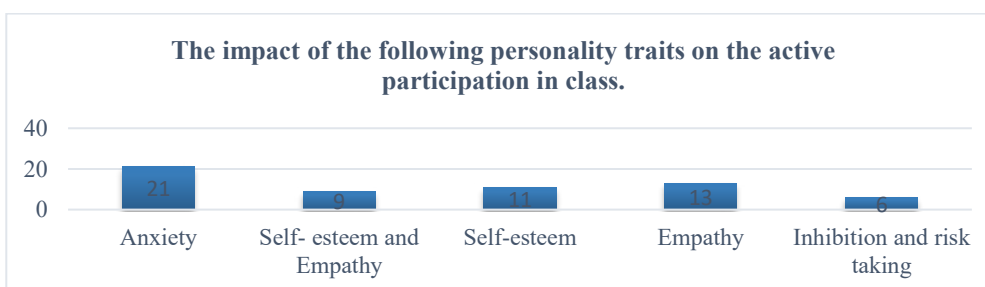 The impact of the following personality traits on the active
participation in class.
40
20
0
21
9
11
13
6
Anxiety
Self- esteem and
Empathy
Self-esteem
Empathy
Inhibition and risk
taking